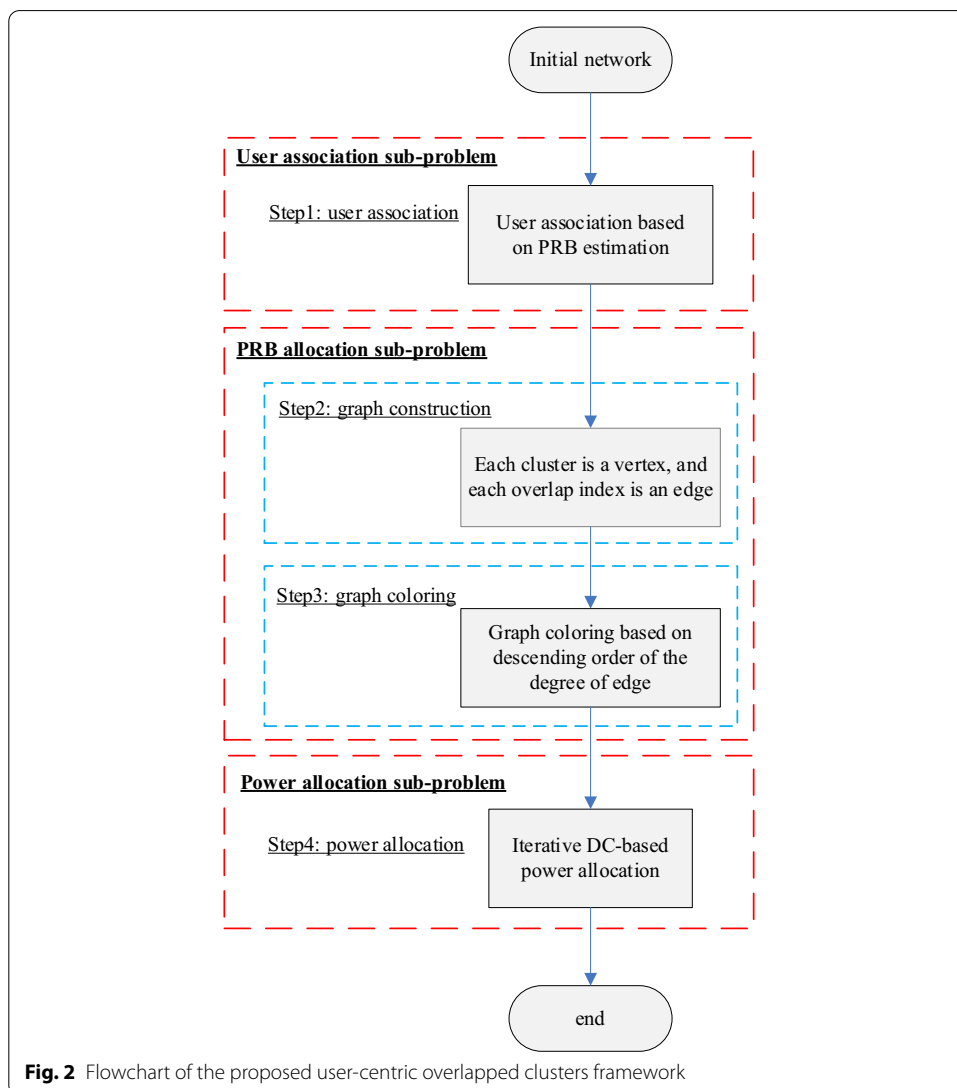 Initial network
User association sub-problem
Step1: user association
User association based
on PRB estimation
PRB allocation sub-problem
Step2: graph construction
Each cluster is a vertex, and
each overlap index is an edge
Step3: graph coloring
Graph coloring based on
descending order of the
degree of edge
Power allocation sub-problem
Step4: power allocation
Iterative DC-based
power allocation
end
Fig. 2 Flowchart of the proposed user-centric overlapped clusters framework